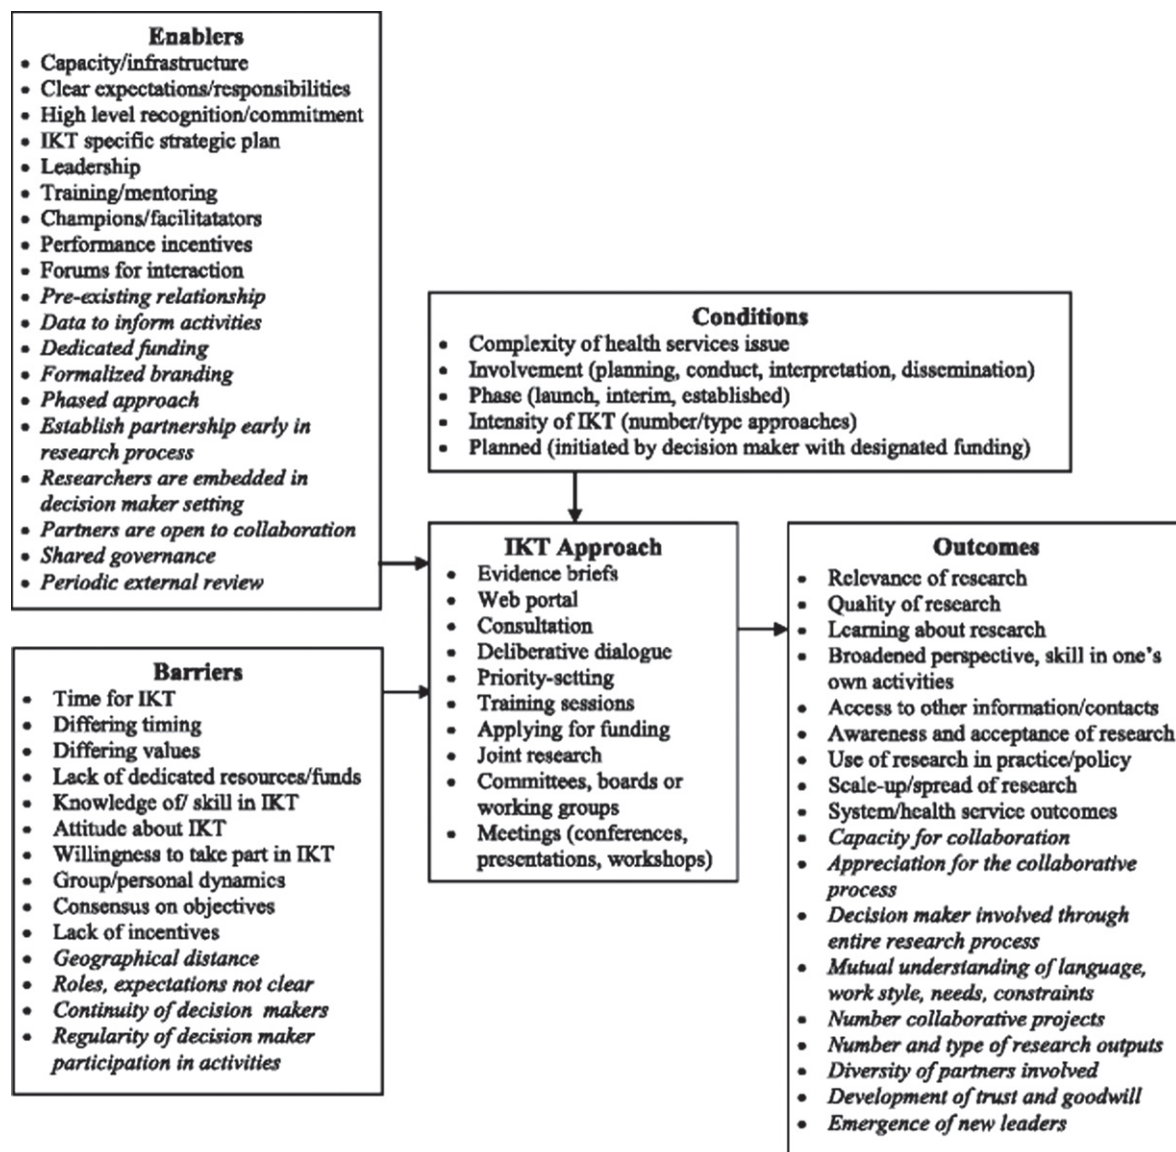 Enablers
• Capacity/infrastructure
• Clear expectations/responsibilities
• High level recognition/commitment
• IKT specific strategic plan
• Leadership
• Training/mentoring
• Champions/facilitatators
• Performance incentives
• Forums for interaction
• Pre-existing relationship
• Data to inform activities
• Dedicated funding
• Formalized branding
• Phased approach
• Establish partnership early in
research process
• Researchers are embedded in
decision maker setting
• Partners are open to collaboration
• Shared governance
• Periodic external review
Barriers
• Time for IKT
• Differing timing
• Differing values
• Lack of dedicated resources/funds
• Knowledge of/ skill in IKT
• Attitude about IKT
• Willingness to take part in IKT
• Group/personal dynamics
• Consensus on objectives
• Lack of incentives
• Geographical distance
• Roles, expectations not clear
• Continuity of decision makers
• Regularity of decision maker
participation in activities
Conditions
• Complexity of health services issue
• Involvement (planning, conduct, interpretation, dissemination)
• Phase (launch, interim, established)
• Intensity of IKT (number/type approaches)
• Planned (initiated by decision maker with designated funding)
IKT Approach
• Evidence briefs
• Web portal
• Consultation
• Deliberative dialogue
• Priority-setting
• Training sessions
• Applying for funding
• Joint research
• Committees, boards or
working groups
• Meetings (conferences,
presentations, workshops)
Outcomes
• Relevance of research
• Quality of research
• Learning about research
• Broadened perspective, skill in one's
own activities
• Access to other information/contacts
• Awareness and acceptance of research
• Use of research in practice/policy
• Scale-up/spread of research
• System/health service outcomes
• Capacity for collaboration
• Appreciation for the collaborative
process
• Decision maker involved through
entire research process
• Mutual understanding of language,
work style, needs, constraints
• Number collaborative projects
• Number and type of research outputs
• Diversity of partners involved
• Development of trust and goodwill
• Emergence of new leaders